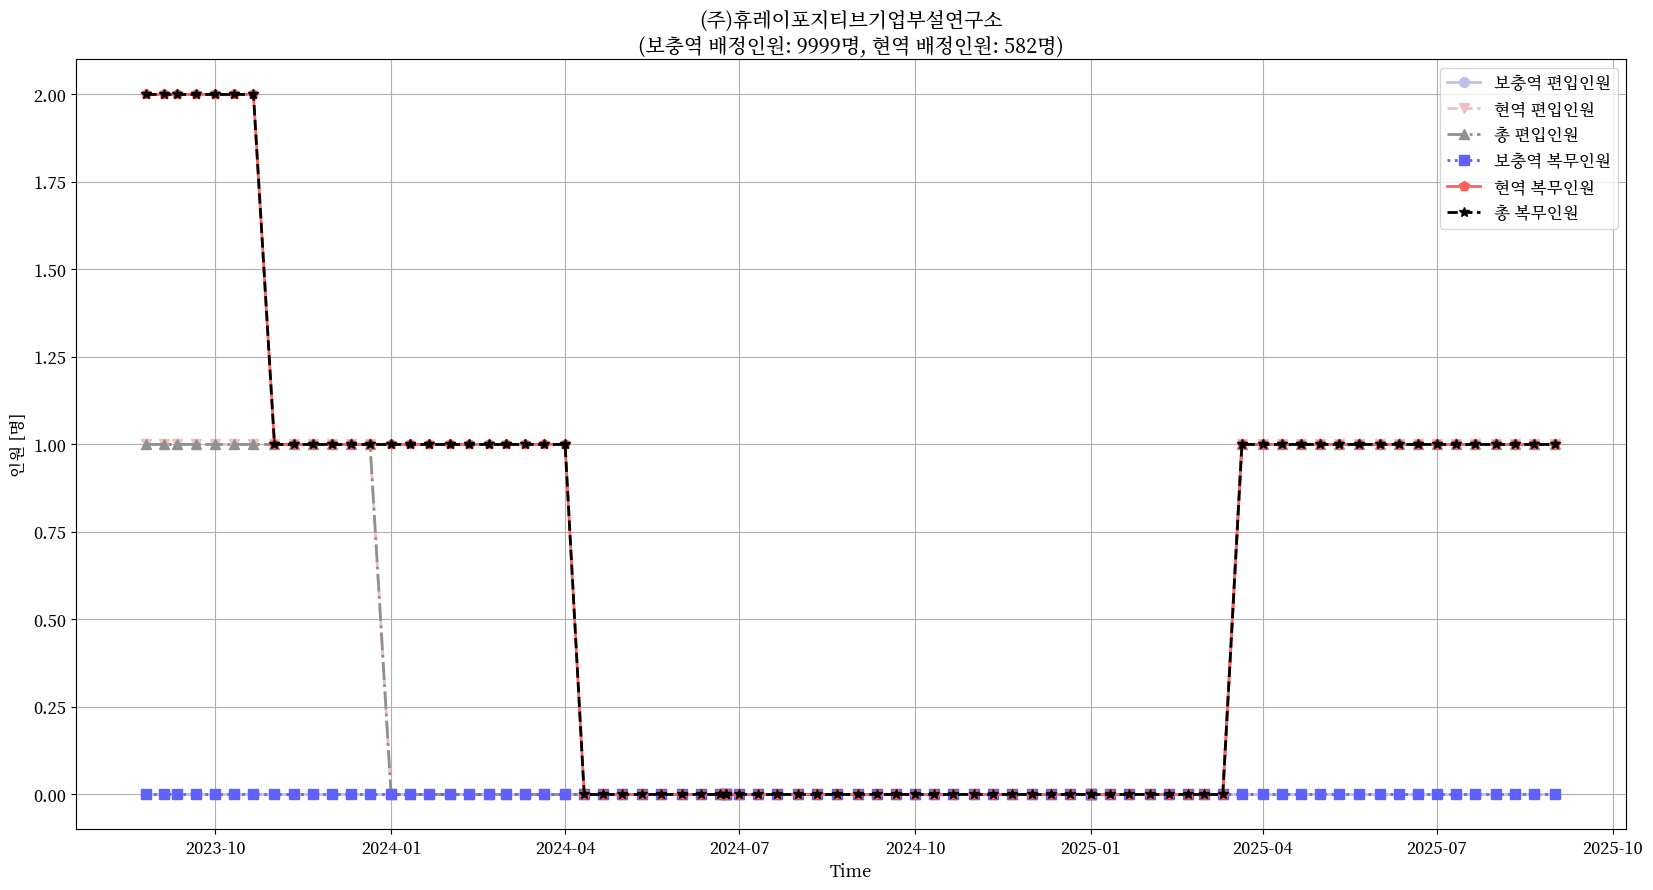 (주)휴레이포지티브기업부설연구소
(보충역 배정인원: 9999명, 현역 배정인원: 582명)
보충역 편입인원
현역 편입인원
총 편입인원
보충역 복무인원
현역 복무인원
총 복무인원
인원 [명]
2.00
1.75
1.50
1.25
1.00
0.75
0.50
0.25
0.00
2023-10
2024-01
2024-04
2024-07
2024-10
2025-01
2025-04
2025-07
2025-10
Time